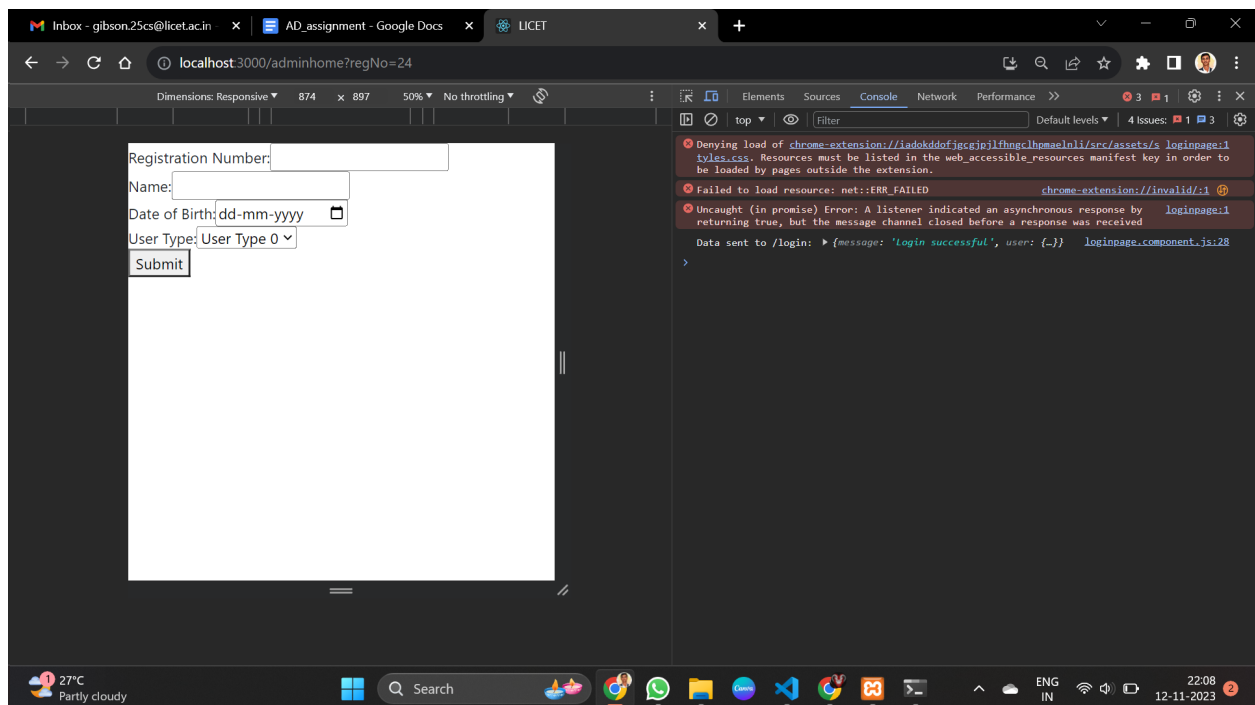 Inbox - gibson.25cs@licet.ac.in -
AD_assignment - Google Docs
LICET
localhost:3000/adminhome?regNo=24
Dimensions: Responsive 874 x 897 50% No throttling
Elements Sources Console Network Performance 3 1
top Filter Default levels 4 Issues: 1 3
Registration Number:
Name:
Date of Birth: dd-mm-yyyy
User Type: User Type 0
Submit
Denying load of chrome-extension://iadokddofjgcgjpjlfhngclhpmaelnli/src/assets/s loginpage:1
tyles.css. Resources must be listed in the web_accessible_resources manifest key in order to
be loaded by pages outside the extension.
Failed to load resource: net::ERR_FAILED chrome-extension://invalid/:1
Uncaught (in promise) Error: A listener indicated an asynchronous response by loginpage:1
returning true, but the message channel closed before a response was received
Data sent to /login: {message: 'Login successful', user: {…}} loginpage.component.js:28
1
27°C
Partly cloudy
Search
Canva
ENG
IN
22:08
12-11-2023
2